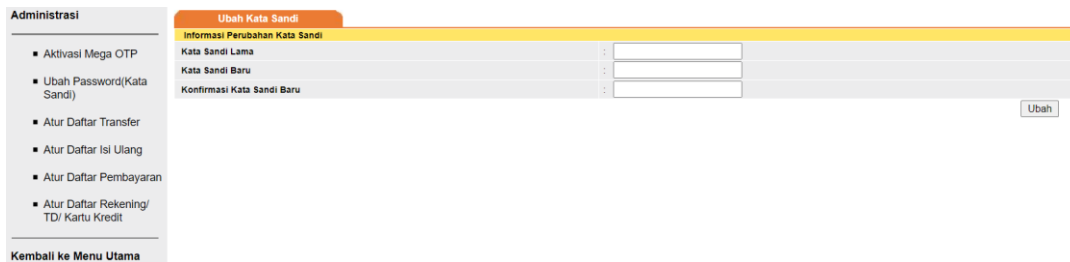 Administrasi
Aktivasi Mega OTP
Ubah Password(Kata
Sandi)
Atur Daftar Transfer
Atur Daftar Isi Ulang
Atur Daftar Pembayaran
Atur Daftar Rekening/
TD/ Kartu Kredit
Kembali ke Menu Utama
Ubah Kata Sandi
Informasi Perubahan Kata Sandi
Kata Sandi Lama :
Kata Sandi Baru :
Konfirmasi Kata Sandi Baru :
Ubah